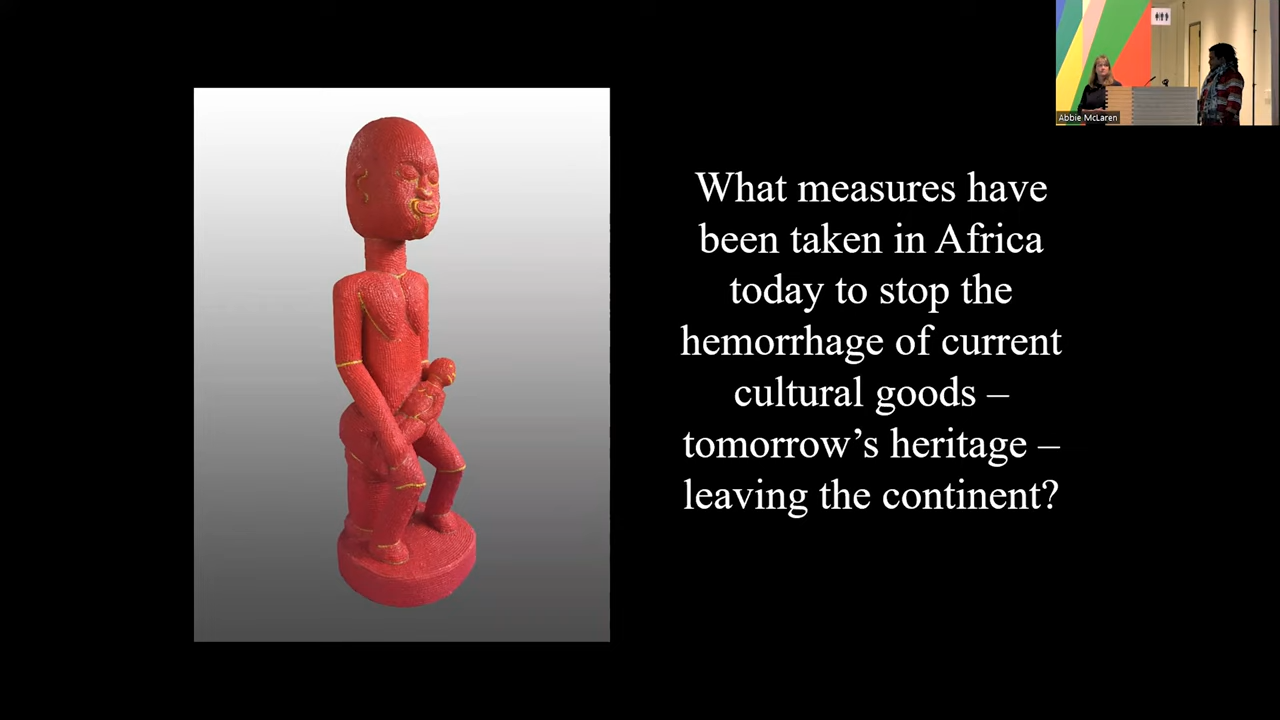 Abbie McLaren
What measures have
been taken in Africa
today to stop the
hemorrhage of current
cultural goods –
tomorrow’s heritage –
leaving the continent?